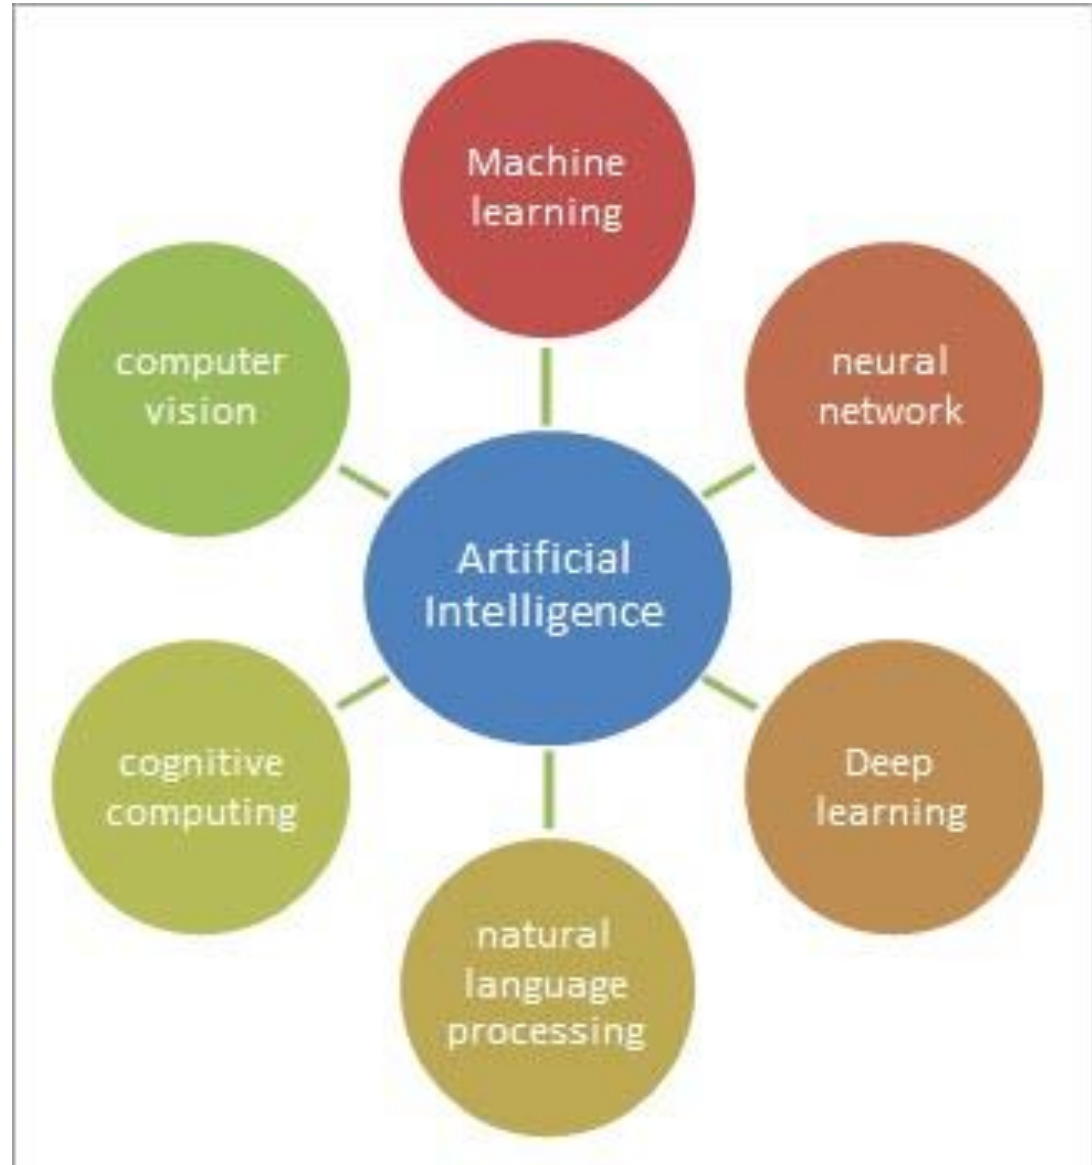 Machine
learning
computer
vision
neural
network
Artificial
Intelligence
cognitive
computing
Deep
learning
natural
language
processing